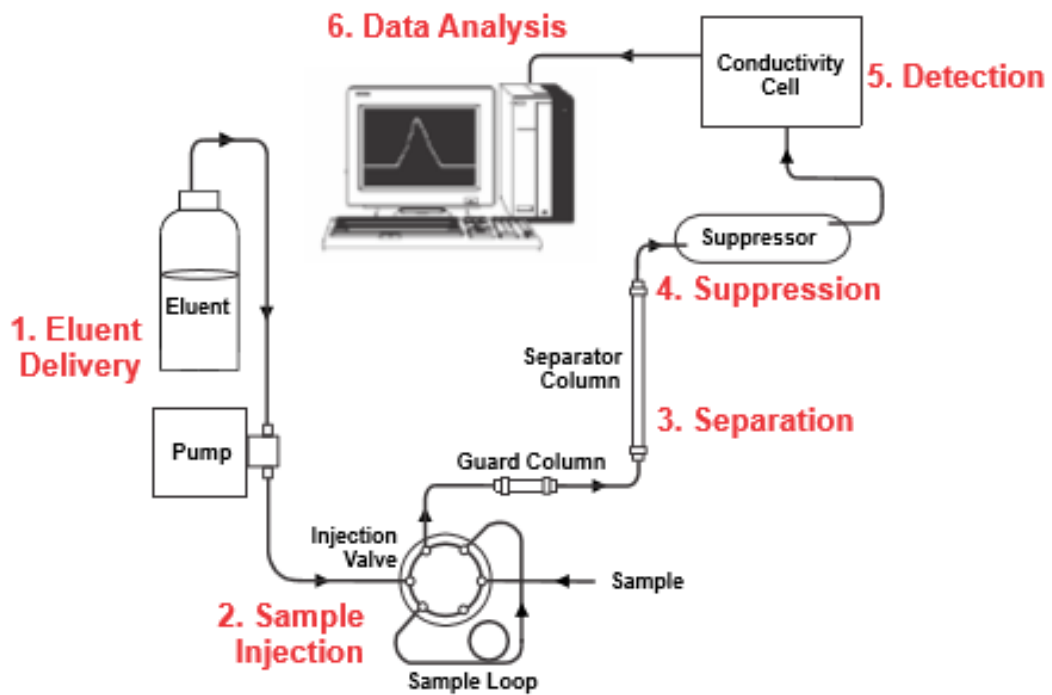 6. Data Analysis
Conductivity
Cell
5. Detection
Suppressor
4. Suppression
Eluent
1. Eluent
Delivery
Separator
Column
3. Separation
Pump
Guard Column
Injection
Valve
Sample
2. Sample
Injection
Sample Loop